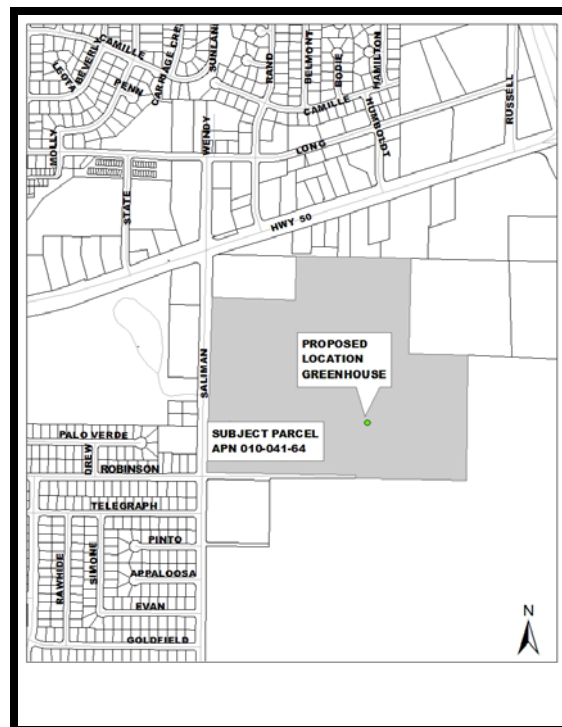 CAMILLE
BEVERLY
LEOTA
PENN
CARRIAGE CRE
SUNLAN
RAND
BELMONT
BODIE
HAMILTON
CAMILLE
HUMBOLDT
RUSSELL
MOLLY
WENDY
LONG
STATE
HWY 50
SALIMAN
PROPOSED
LOCATION
GREENHOUSE
SUBJECT PARCEL
APN 010-041-64
PALO VERDE
DREW
ROBINSON
TELEGRAPH
PINTO
RAWHIDE
SIMONE
APPALOOSA
EVAN
GOLDFIELD
N